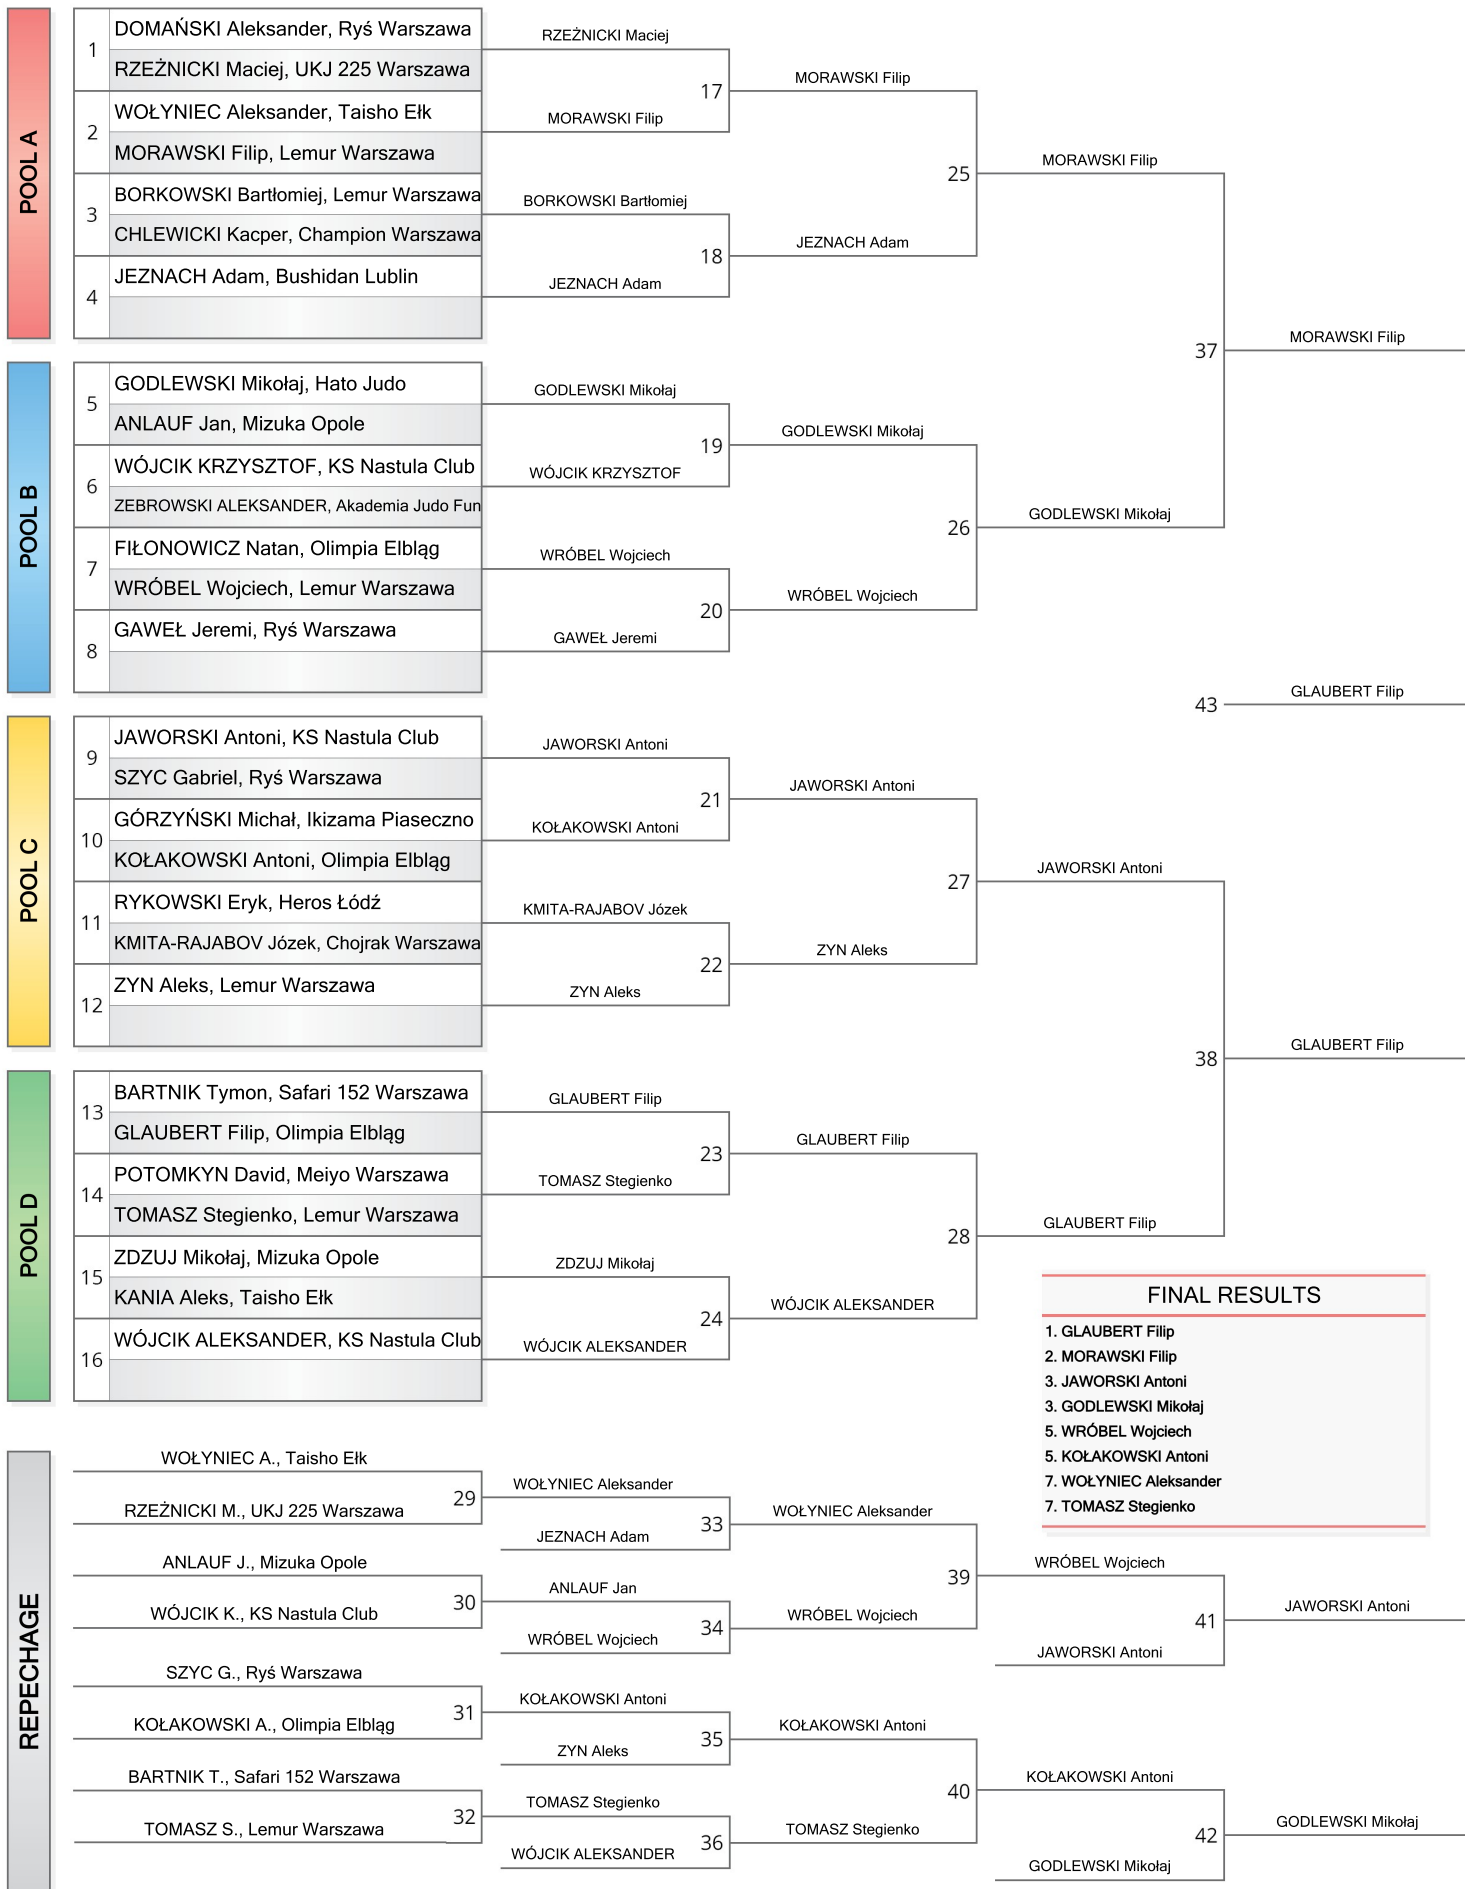 POOL A
1
DOMAŃSKI Aleksander, Ryś Warszawa
RZEŻNICKI Maciej, UKJ 225 Warszawa
2
WOŁYNIEC Aleksander, Taisho Ełk
MORAWSKI Filip, Lemur Warszawa
3
BORKOWSKI Bartłomiej, Lemur Warszawa
CHLEWICKI Kacper, Champion Warszawa
4
JEZNACH Adam, Bushidan Lublin
RZEŻNICKI Maciej
17
MORAWSKI Filip
BORKOWSKI Bartłomiej
18
JEZNACH Adam
MORAWSKI Filip
25
JEZNACH Adam
MORAWSKI Filip
POOL B
5
GODLEWSKI Mikołaj, Hato Judo
ANLAUF Jan, Mizuka Opole
6
WÓJCIK KRZYSZTOF, KS Nastula Club
ZEBROWSKI ALEKSANDER, Akademia Judo Fun
7
FIŁONOWICZ Natan, Olimpia Elbląg
WRÓBEL Wojciech, Lemur Warszawa
8
GAWEŁ Jeremi, Ryś Warszawa
GODLEWSKI Mikołaj
19
WÓJCIK KRZYSZTOF
WRÓBEL Wojciech
20
GAWEŁ Jeremi
GODLEWSKI Mikołaj
26
WRÓBEL Wojciech
GODLEWSKI Mikołaj
37
MORAWSKI Filip
43
GLAUBERT Filip
POOL C
9
JAWORSKI Antoni, KS Nastula Club
SZYC Gabriel, Ryś Warszawa
10
GÓRZYŃSKI Michał, Ikizama Piaseczno
KOŁAKOWSKI Antoni, Olimpia Elbląg
11
RYKOWSKI Eryk, Heros Łódź
KMITA-RAJABOV Józek, Chojrak Warszawa
12
ZYN Aleks, Lemur Warszawa
JAWORSKI Antoni
21
KOŁAKOWSKI Antoni
KMITA-RAJABOV Józek
22
ZYN Aleks
JAWORSKI Antoni
27
ZYN Aleks
JAWORSKI Antoni
POOL D
13
BARTNIK Tymon, Safari 152 Warszawa
GLAUBERT Filip, Olimpia Elbląg
14
POTOMKYN David, Meiyo Warszawa
TOMASZ Stegienko, Lemur Warszawa
15
ZDZUJ Mikołaj, Mizuka Opole
KANIA Aleks, Taisho Ełk
16
WÓJCIK ALEKSANDER, KS Nastula Club
GLAUBERT Filip
23
TOMASZ Stegienko
ZDZUJ Mikołaj
24
WÓJCIK ALEKSANDER
GLAUBERT Filip
28
WÓJCIK ALEKSANDER
GLAUBERT Filip
38
GLAUBERT Filip
FINAL RESULTS
1. GLAUBERT Filip
2. MORAWSKI Filip
3. JAWORSKI Antoni
3. GODLEWSKI Mikołaj
5. WRÓBEL Wojciech
5. KOŁAKOWSKI Antoni
7. WOŁYNIEC Aleksander
7. TOMASZ Stegienko
REPECHAGE
WOŁYNIEC A., Taisho Ełk
29
RZEŻNICKI M., UKJ 225 Warszawa
ANLAUF J., Mizuka Opole
30
WÓJCIK K., KS Nastula Club
SZYC G., Ryś Warszawa
31
KOŁAKOWSKI A., Olimpia Elbląg
BARTNIK T., Safari 152 Warszawa
32
TOMASZ S., Lemur Warszawa
WOŁYNIEC Aleksander
33
JEZNACH Adam
ANLAUF Jan
34
WRÓBEL Wojciech
KOŁAKOWSKI Antoni
35
ZYN Aleks
TOMASZ Stegienko
36
WÓJCIK ALEKSANDER
WOŁYNIEC Aleksander
39
WRÓBEL Wojciech
KOŁAKOWSKI Antoni
40
TOMASZ Stegienko
WRÓBEL Wojciech
41
JAWORSKI Antoni
KOŁAKOWSKI Antoni
42
GODLEWSKI Mikołaj
JAWORSKI Antoni
GODLEWSKI Mikołaj